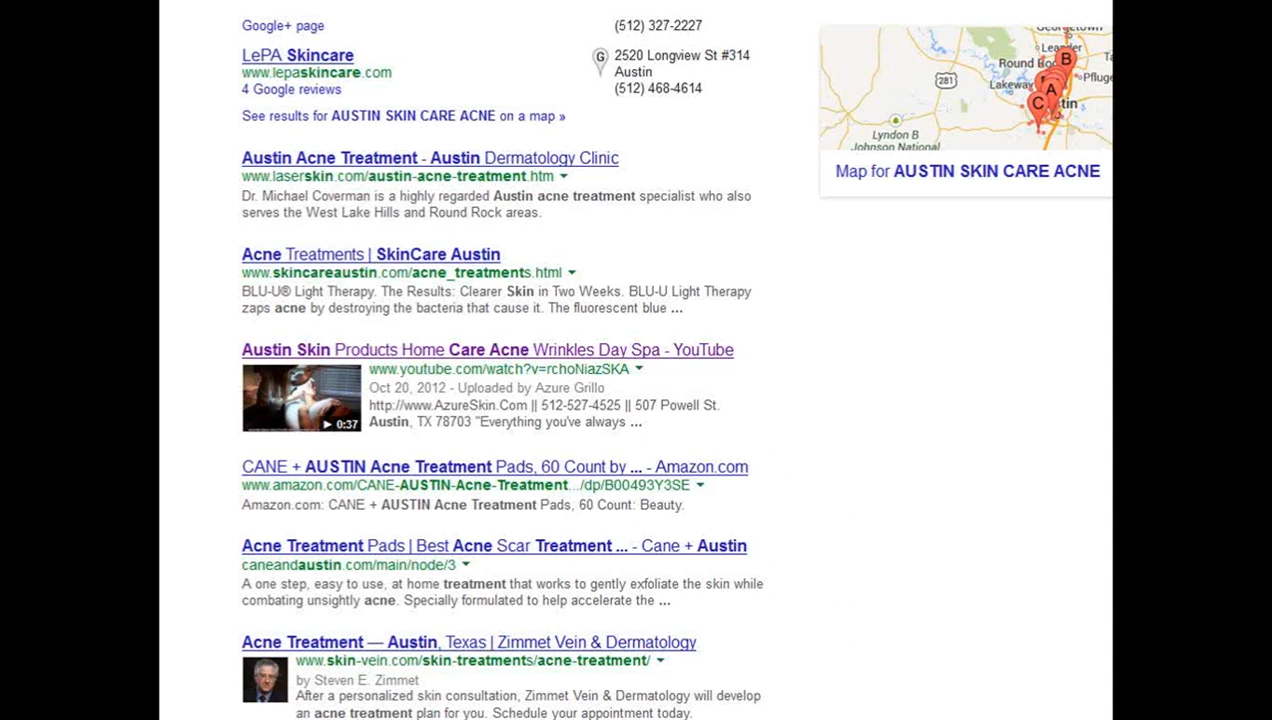 Google+ page
(512) 327-2227
LePA Skincare
www.lepaskincare.com
4 Google reviews
G
2520 Longview St #314
Austin
(512) 468-4614
See results for AUSTIN SKIN CARE ACNE on a map »
Austin Acne Treatment - Austin Dermatology Clinic
www.laserskin.com/austin-acne-treatment.htm
Dr. Michael Coverman is a highly regarded Austin acne treatment specialist who also
serves the West Lake Hills and Round Rock areas.
Acne Treatments | SkinCare Austin
www.skincareaustin.com/acne_treatments.html
BLU-U® Light Therapy. The Results: Clearer Skin in Two Weeks. BLU-U Light Therapy
zaps acne by destroying the bacteria that cause it. The fluorescent blue ...
Austin Skin Products Home Care Acne Wrinkles Day Spa - YouTube
www.youtube.com/watch?v=rchoNiazSKA
Oct 20, 2012 - Uploaded by Azure Grillo
http://www.AzureSkin.Com || 512-527-4525 || 507 Powell St.
Austin, TX 78703 "Everything you've always ...
0:37
CANE + AUSTIN Acne Treatment Pads, 60 Count by ... - Amazon.com
www.amazon.com/CANE-AUSTIN-Acne-Treatment.../dp/B00493Y3SE
Amazon.com: CANE + AUSTIN Acne Treatment Pads, 60 Count: Beauty.
Acne Treatment Pads | Best Acne Scar Treatment ... - Cane + Austin
caneandaustin.com/main/node/3
A one step, easy to use, at home treatment that works to gently exfoliate the skin while
combating unsightly acne. Specially formulated to help accelerate the ...
Acne Treatment — Austin, Texas | Zimmet Vein & Dermatology
www.skin-vein.com/skin-treatments/acne-treatment/
by Steven E. Zimmet
After a personalized skin consultation, Zimmet Vein & Dermatology will develop
an acne treatment plan for you. Schedule your appointment today.
Georgetown
Leander
B
Round
Pfluge
281
Lakeway
A
C
tin
Lyndon B
Johnson National
Map for AUSTIN SKIN CARE ACNE